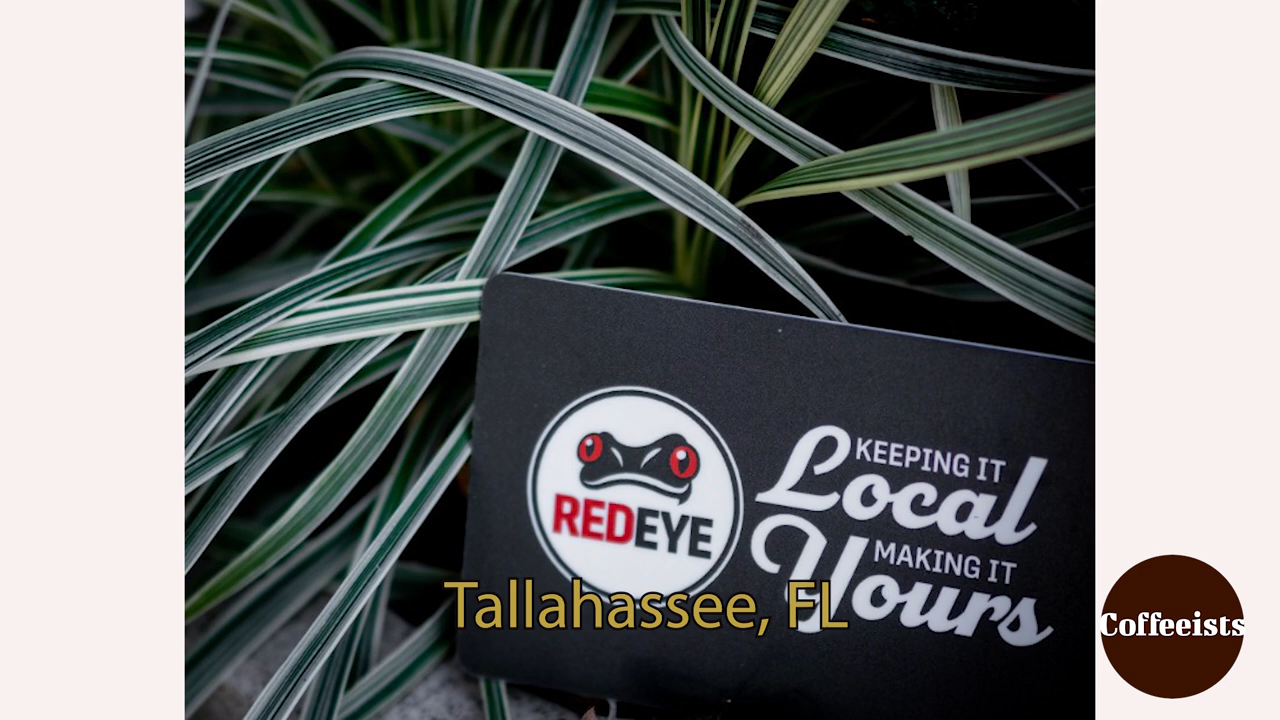 REDEYE
KEEPING IT
Local
MAKING IT
Yours
Tallahassee, FL
Coffeeists